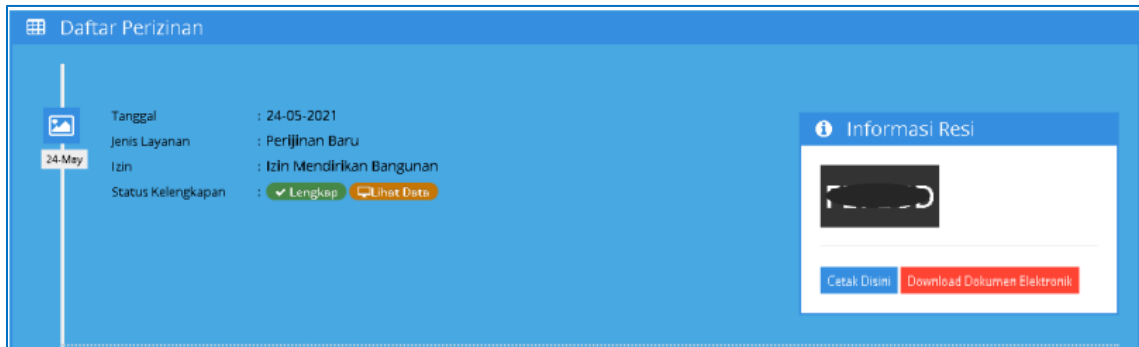 Daftar Perizinan
24-May
Tanggal : 24-05-2021
Jenis Layanan : Perijinan Baru
Izin : Izin Mendirikan Bangunan
Status Kelengkapan : Lengkap Lihat Data
Informasi Resi
Cetak Disini Download Dokumen Elektronik